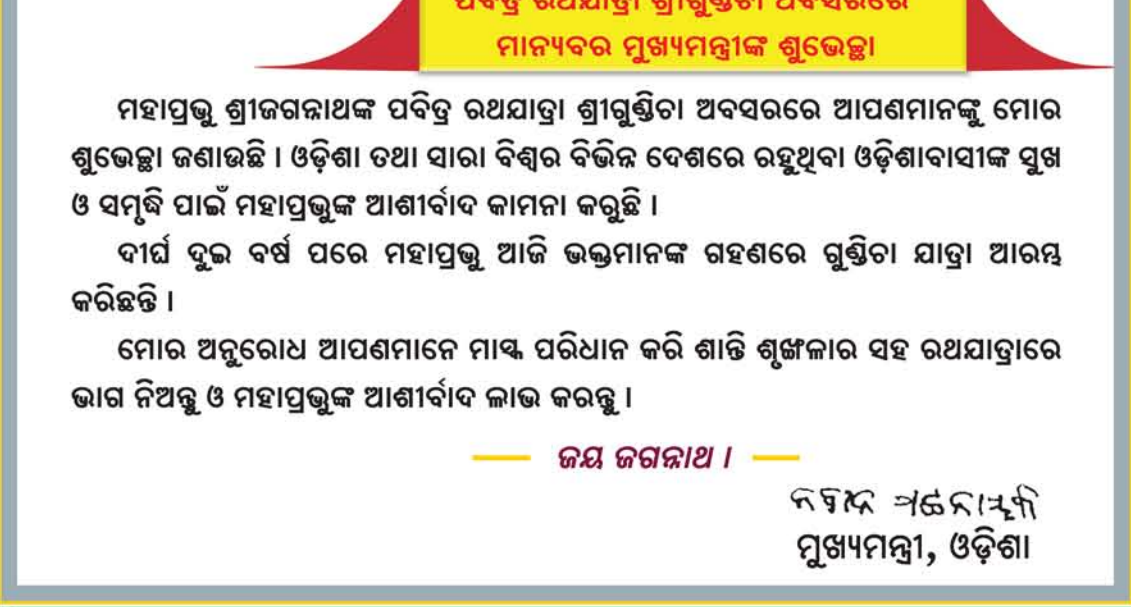 ପବିତ୍ର ରଥଯାତ୍ରା ଶ୍ରୀଗୁଣ୍ଡିଚା ଅବସରରେ
ମାନ୍ୟବର ମୁଖ୍ୟମନ୍ତ୍ରୀଙ୍କ ଶୁଭେଚ୍ଛା
ମହାପ୍ରଭୁ ଶ୍ରୀଜଗନ୍ନାଥଙ୍କ ପବିତ୍ର ରଥଯାତ୍ରା ଶ୍ରୀଗୁଣ୍ଡିଚା ଅବସରରେ ଆପଣମାନଙ୍କୁ ମୋର
ଶୁଭେଚ୍ଛା ଜଣାଉଛି । ଓଡ଼ିଶା ତଥା ସାରା ବିଶ୍ୱର ବିଭିନ୍ନ ଦେଶରେ ରହୁଥିବା ଓଡ଼ିଶାବାସୀଙ୍କ ସୁଖ
ଓ ସମୃଦ୍ଧି ପାଇଁ ମହାପ୍ରଭୁଙ୍କ ଆଶୀର୍ବାଦ କାମନା କରୁଛି ।
ଦୀର୍ଘ ଦୁଇ ବର୍ଷ ପରେ ମହାପ୍ରଭୁ ଆଜି ଭକ୍ତମାନଙ୍କ ଗହଣରେ ଗୁଣ୍ଡିଚା ଯାତ୍ରା ଆରମ୍ଭ
କରିଛନ୍ତି ।
ମୋର ଅନୁରୋଧ ଆପଣମାନେ ମାସ୍କ ପରିଧାନ କରି ଶାନ୍ତି ଶୃଙ୍ଖଳାର ସହ ରଥଯାତ୍ରାରେ
ଭାଗ ନିଅନ୍ତୁ ଓ ମହାପ୍ରଭୁଙ୍କ ଆଶୀର୍ବାଦ ଳାଭ କରନ୍ତୁ ।
ଜୟ ଜଗନ୍ନାଥ ।
ନବୀନ ପଟ୍ଟନାୟକ
ମୁଖ୍ୟମନ୍ତ୍ରୀ, ଓଡ଼ିଶା